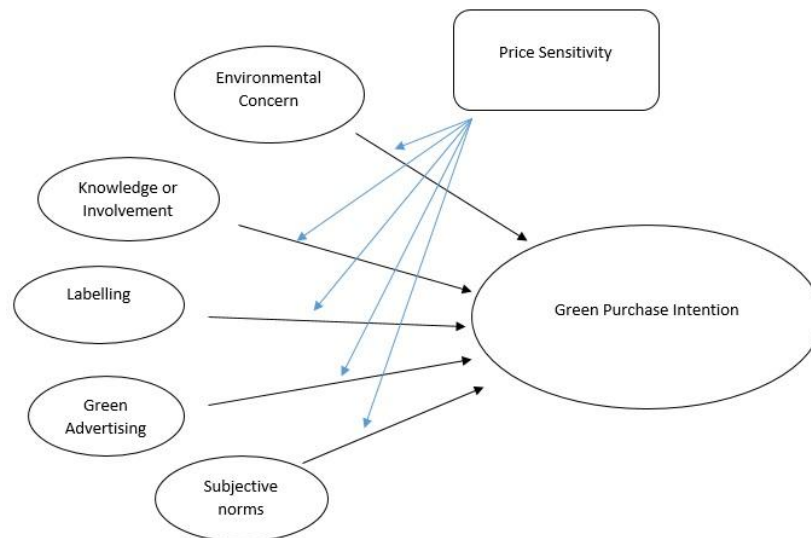 Price Sensitivity
Environmental
Concern
Knowledge or
Involvement
Labelling
Green Purchase Intention
Green
Advertising
Subjective
norms